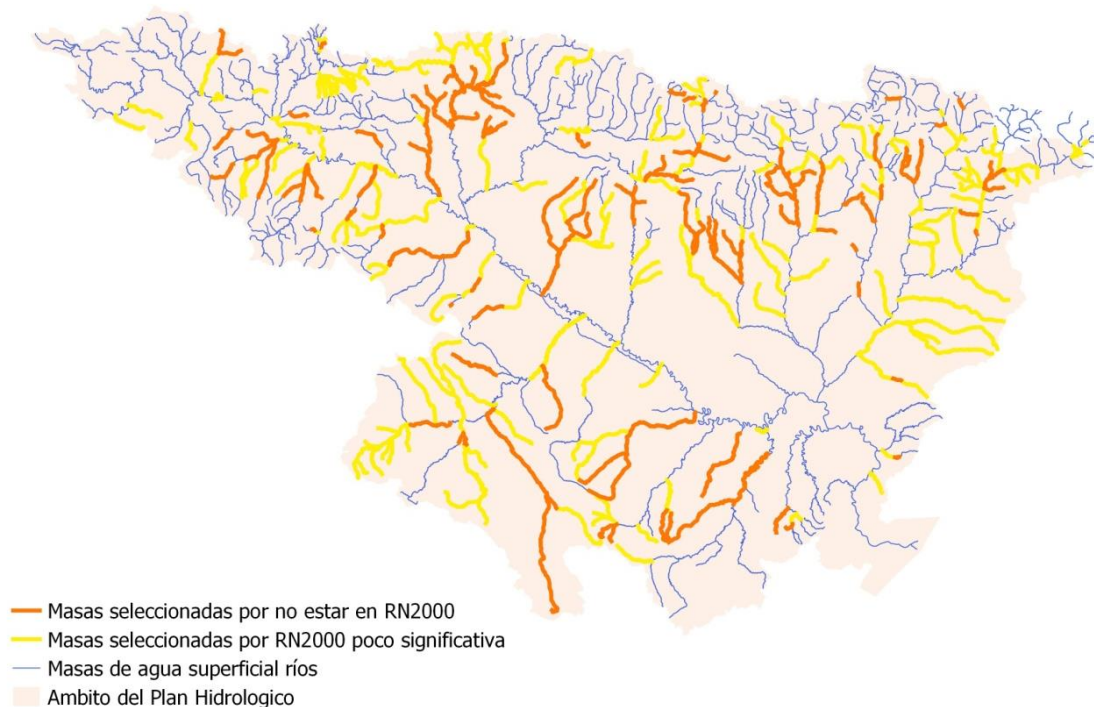 Masas seleccionadas por no estar en RN2000
Masas seleccionadas por RN2000 poco significativa
Masas de agua superficial ríos
Ambito del Plan Hidrologico